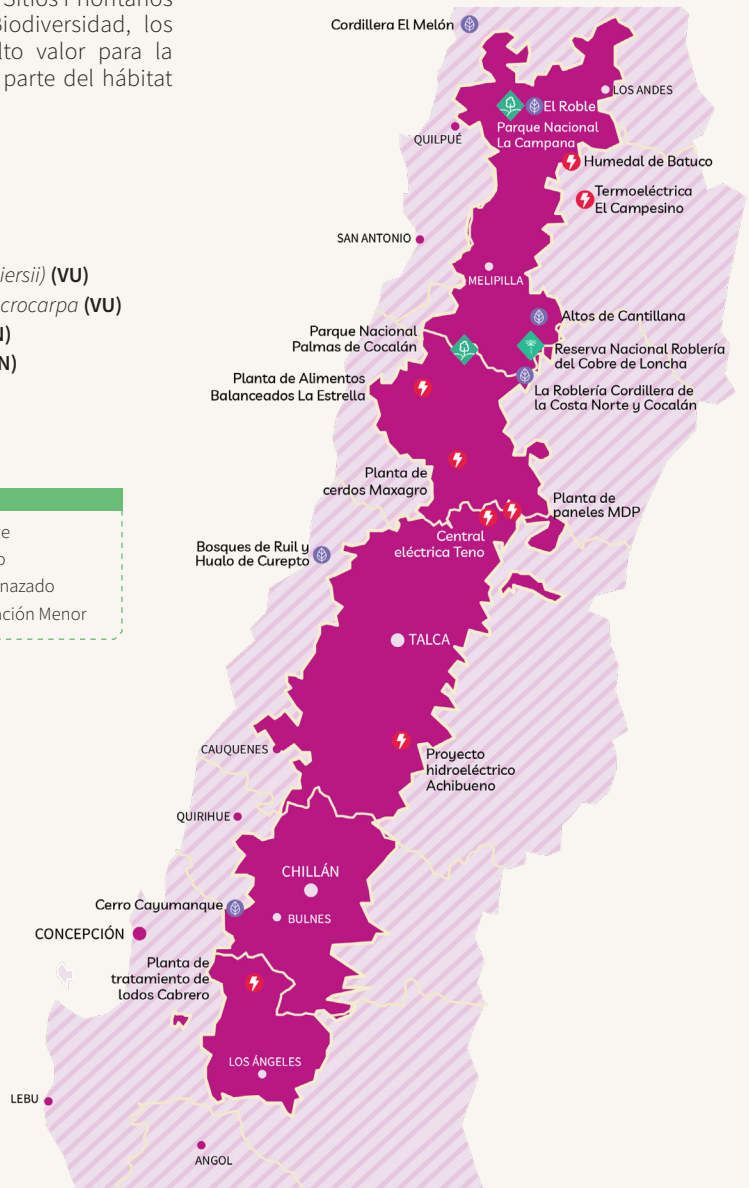 Sitios Prioritarios
Biodiversidad, los
alto valor para la
parte del hábitat
iersii) (VU)
crocarpa (VU)
N)
N)
e
o
nazado
ación Menor
Cordillera El Melón
LOS ANDES
El Roble
Parque Nacional
La Campana
QUILPUÉ
Humedal de Batuco
Termoeléctrica
El Campesino
SAN ANTONIO
MELIPILLA
Altos de Cantillana
Parque Nacional
Palmas de Cocalán
Reserva Nacional Roblería
del Cobre de Loncha
Planta de Alimentos
Balanceados La Estrella
La Roblería Cordillera de
la Costa Norte y Cocalán
Planta de
cerdos Maxagro
Planta de
paneles MDP
Central
eléctrica Teno
Bosques de Ruil y
Hualo de Curepto
TALCA
CAUQUENES
Proyecto
hidroeléctrico
Achibueno
QUIRIHUE
CHILLÁN
Cerro Cayumanque
BULNES
CONCEPCIÓN
Planta de
tratamiento de
lodos Cabrero
LOS ÁNGELES
LEBU
ANGOL